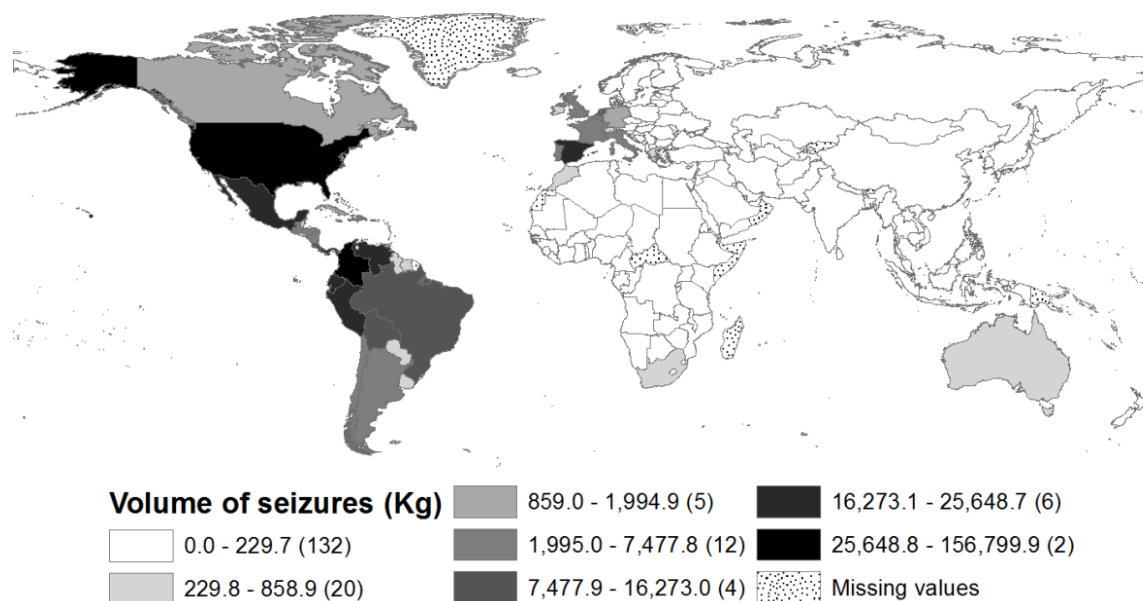 Volume of seizures (Kg)
0.0 - 229.7 (132)
229.8 - 858.9 (20)
859.0 - 1,994.9 (5)
1,995.0 - 7,477.8 (12)
7,477.9 - 16,273.0 (4)
16,273.1 - 25,648.7 (6)
25,648.8 - 156,799.9 (2)
Missing values